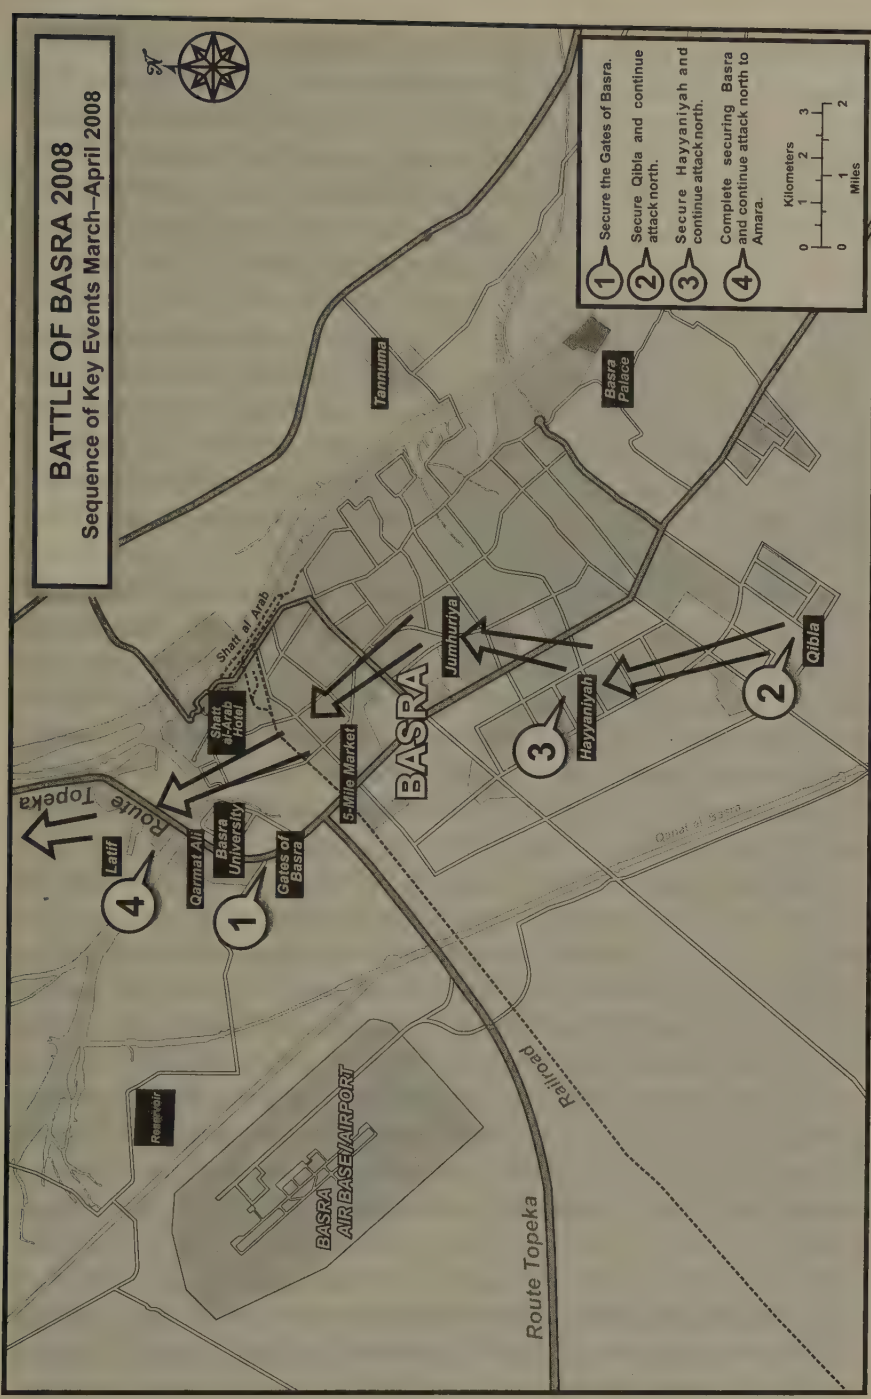 BATTLE OF BASRA 2008
Sequence of Key Events March–April 2008
N
1 Secure the Gates of Basra.
2 Secure Qibla and continue
attack north.
3 Secure Hayyaniyah and
continue attack north.
4 Complete securing Basra
and continue attack north to
Amara.
Kilometers
0 1 2 3
0 1 2
Miles
Tannuma
Basra
Palace
Shatt al Arab
Shatt
al-Arab
Hotel
Jumhuriya
BASRA
Hayyaniyah
3
Qibla
2
5-Mile Market
Route Topeka
Latif
4
Qarmat Ali
Basra
University
1
Gates of
Basra
Qanat al Basra
Reservoir
BASRA
AIR BASE/AIRPORT
Railroad
Route Topeka